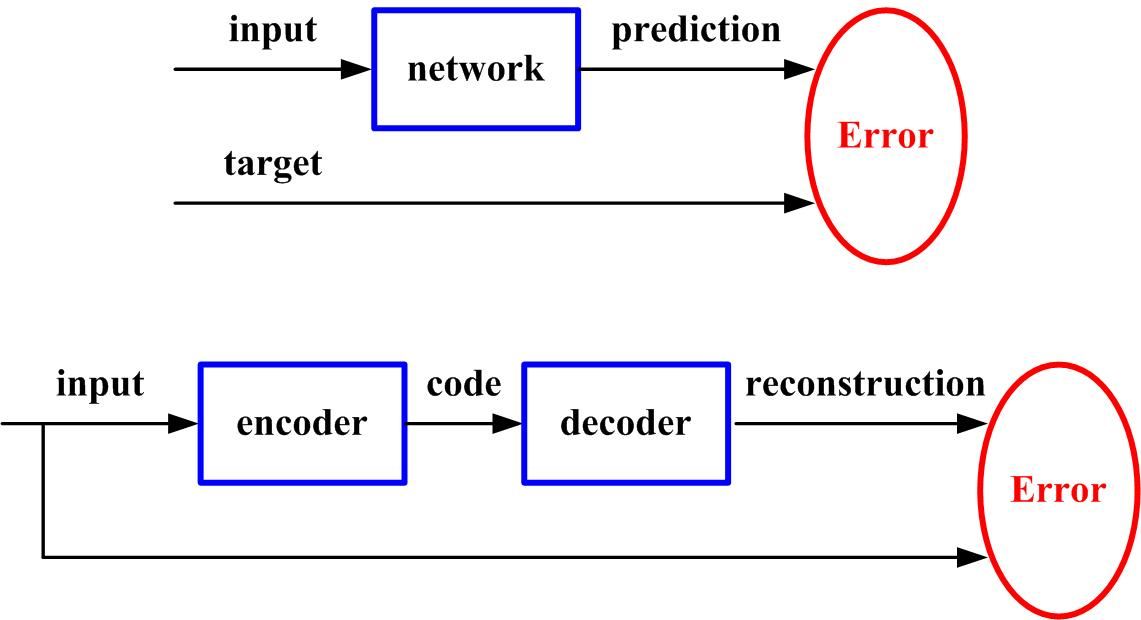 input
network
prediction
Error
target
input
encoder
code
decoder
reconstruction
Error